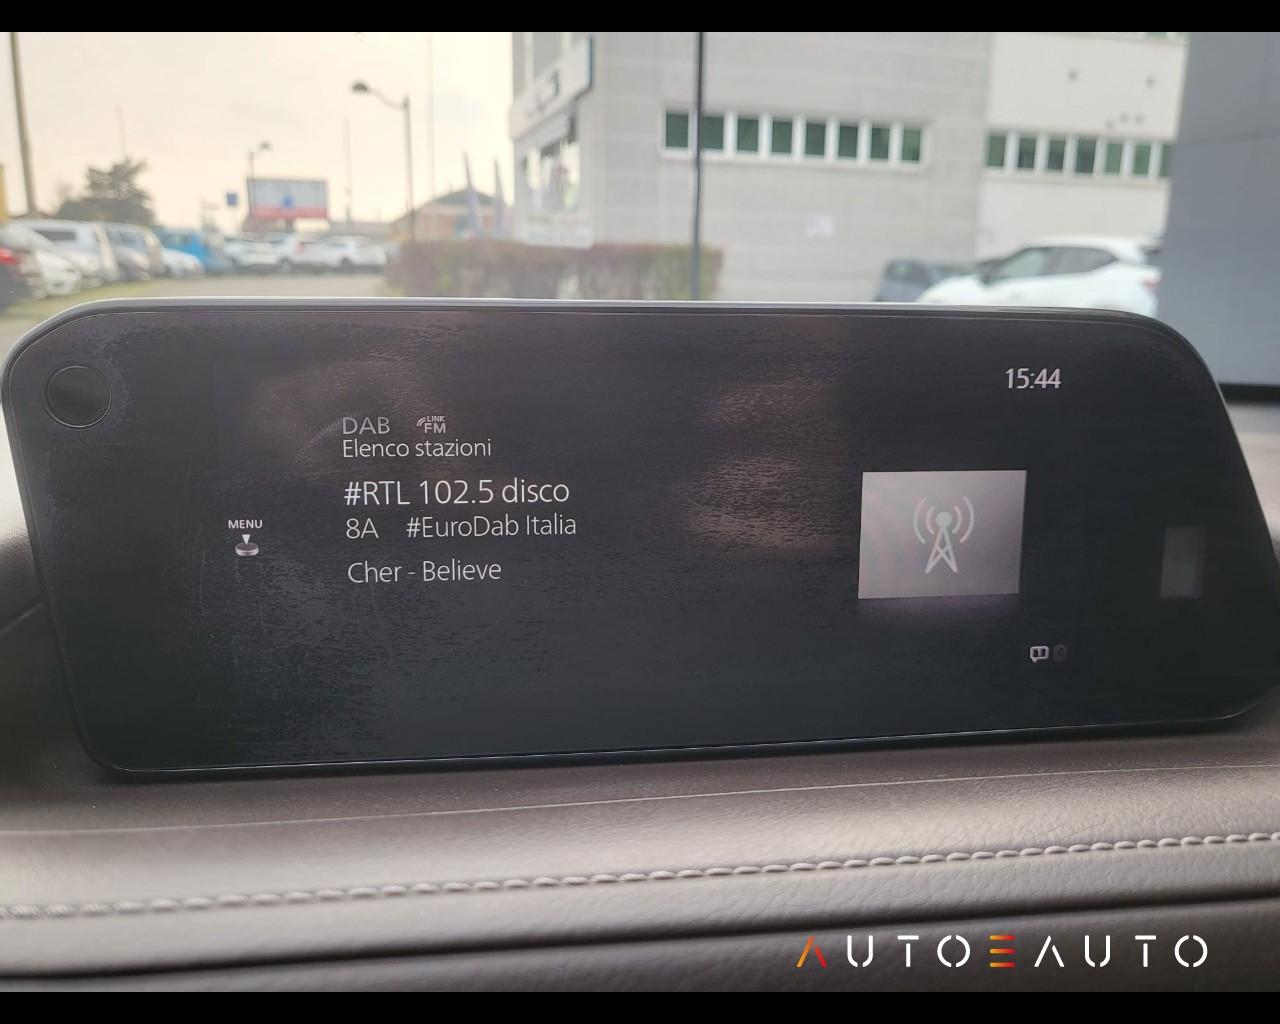 15:44
DAB LINK FM
Elenco stazioni
#RTL 102.5 disco
MENU
8A #EuroDab Italia
Cher - Believe
AUTOEAUTO